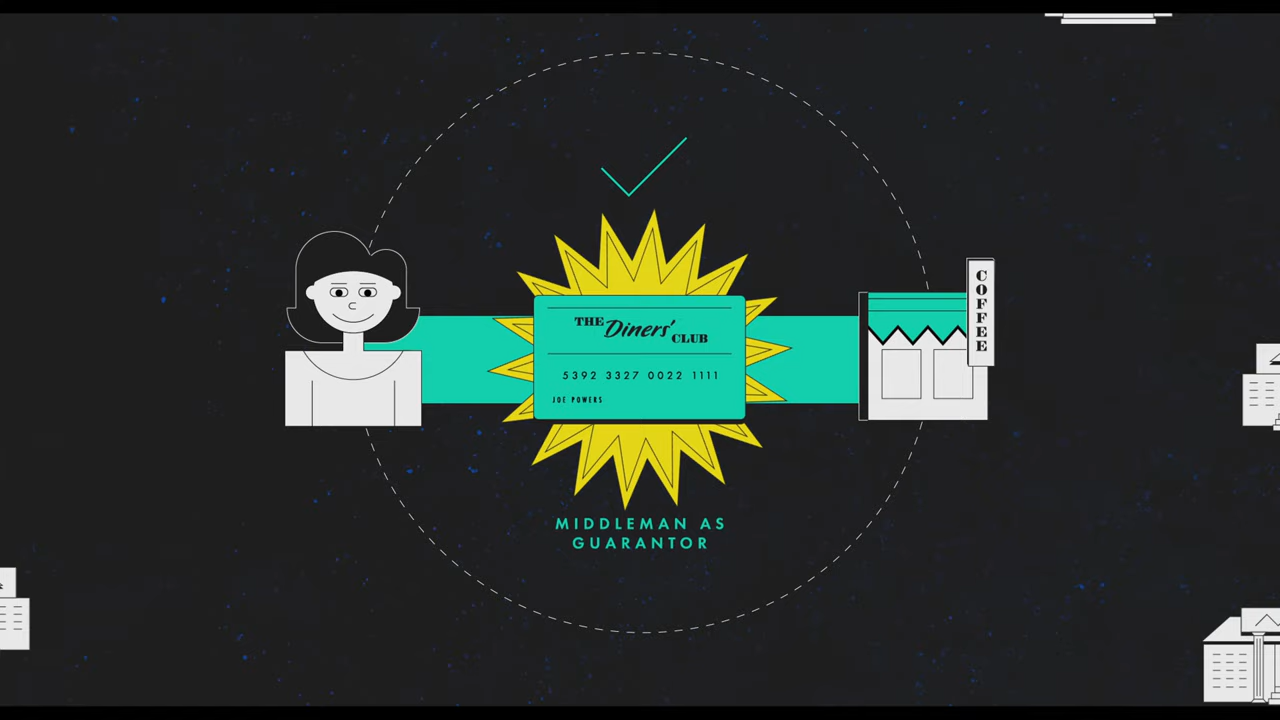 THE Diners' CLUB
5392 3327 0022 1111
JOE POWERS
COFFEE
MIDDLEMAN AS
GUARANTOR